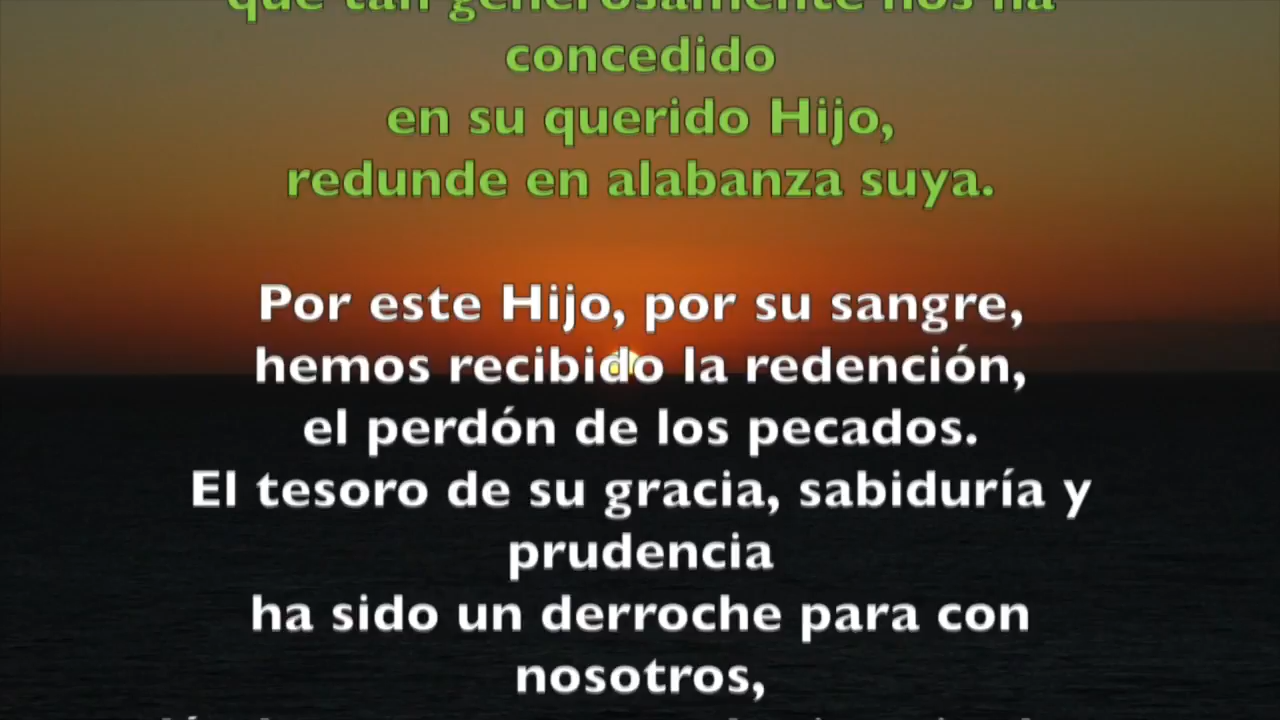 que tan generosamente nos ha
concedido
en su querido Hijo,
redunde en alabanza suya.
Por este Hijo, por su sangre,
hemos recibido la redención,
el perdón de los pecados.
El tesoro de su gracia, sabiduría y
prudencia
ha sido un derroche para con
nosotros,